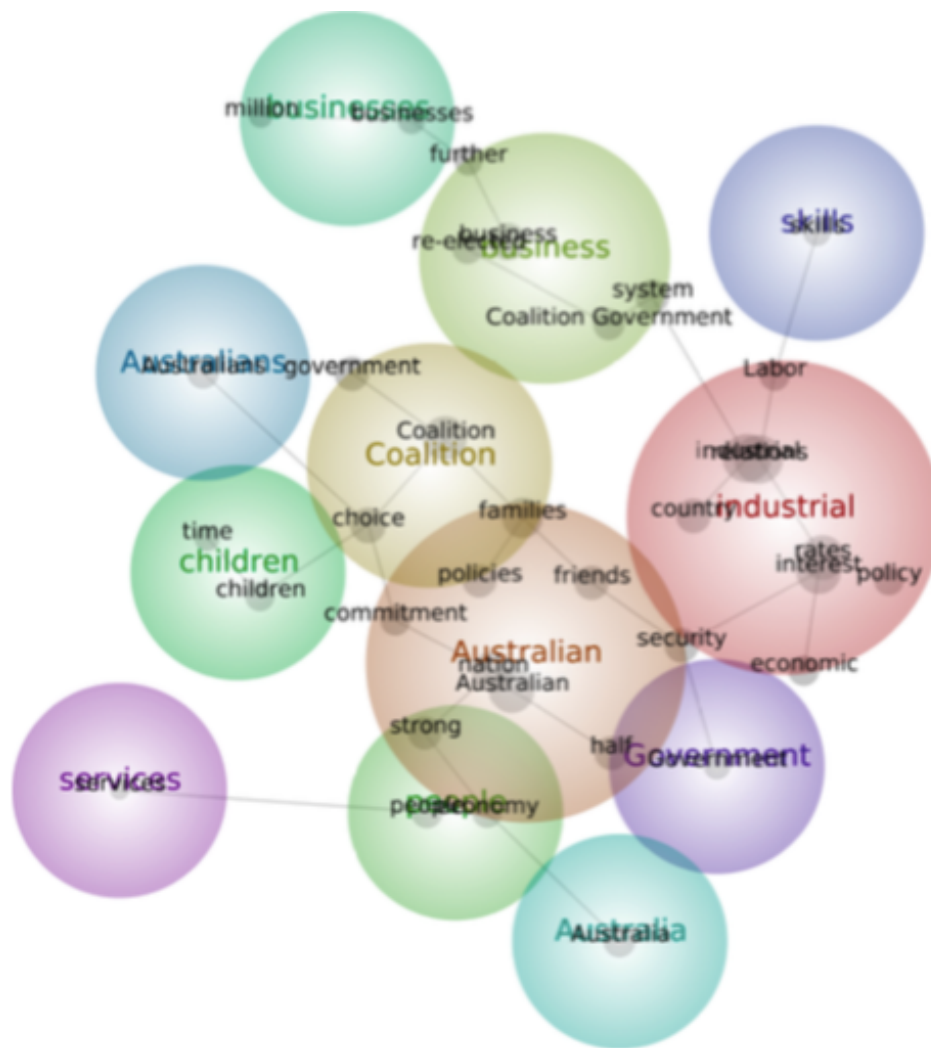 million
businesses
businesses
further
business
re-elected
business
skills
skills
system
Coalition Government
Australians
Australians
government
Labor
Coalition
Coalition
industrial
relations
country
industrial
choice
families
time
children
children
rates
interest
policy
policies
friends
commitment
security
Australian
nation
Australian
economic
strong
half
Government
Government
services
services
people
people
economy
Australia
Australia